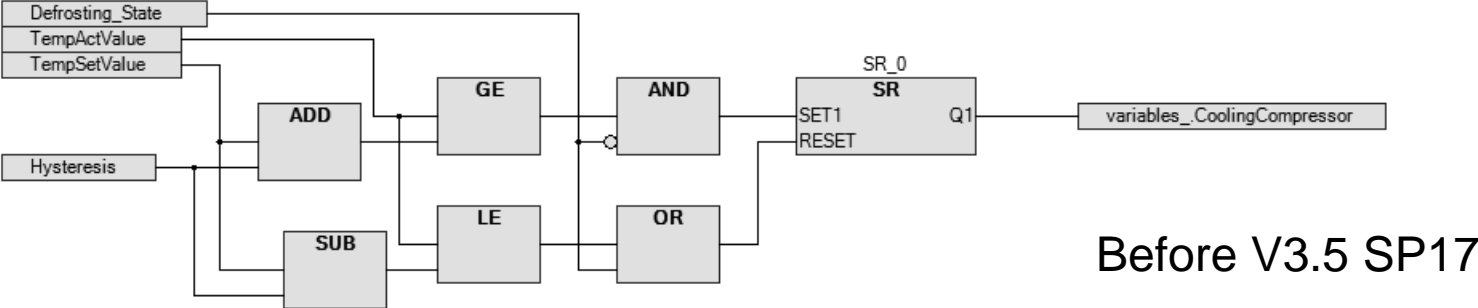 Defrosting_State
TempActValue
TempSetValue
SR_0
GE
AND
SR
ADD
SET1
Q1
variables_.CoolingCompressor
RESET
Hysteresis
LE
OR
SUB
Before V3.5 SP17